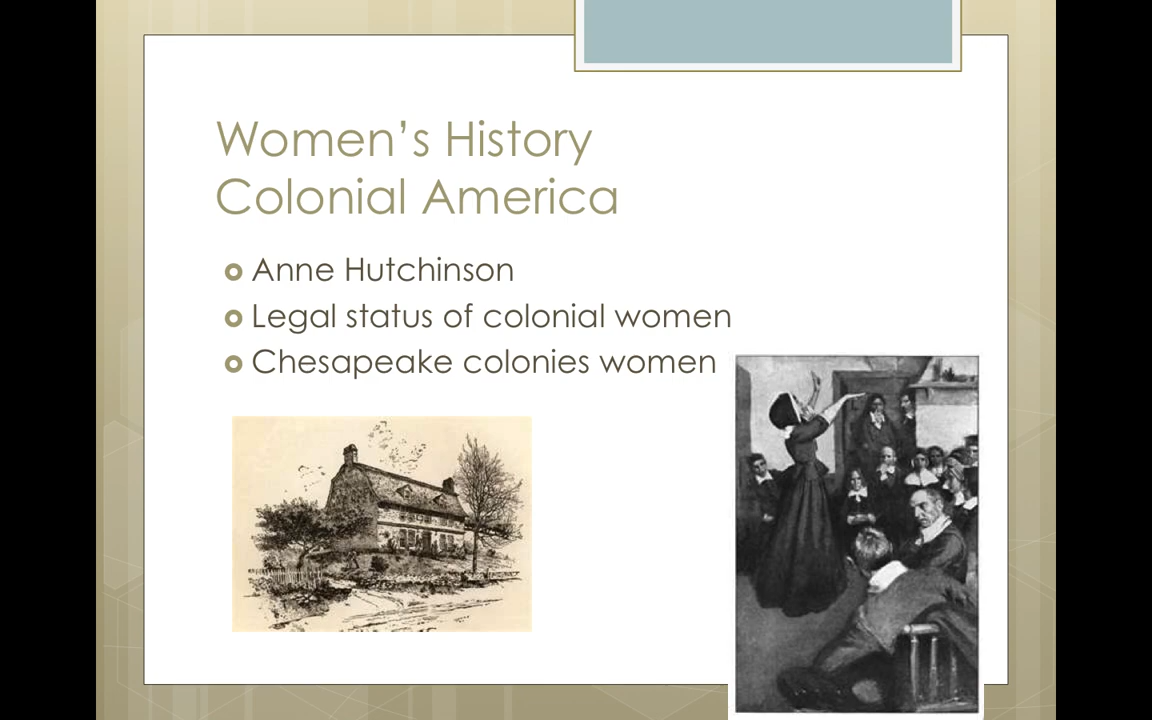 Women’s History
Colonial America
Anne Hutchinson
Legal status of colonial women
Chesapeake colonies women